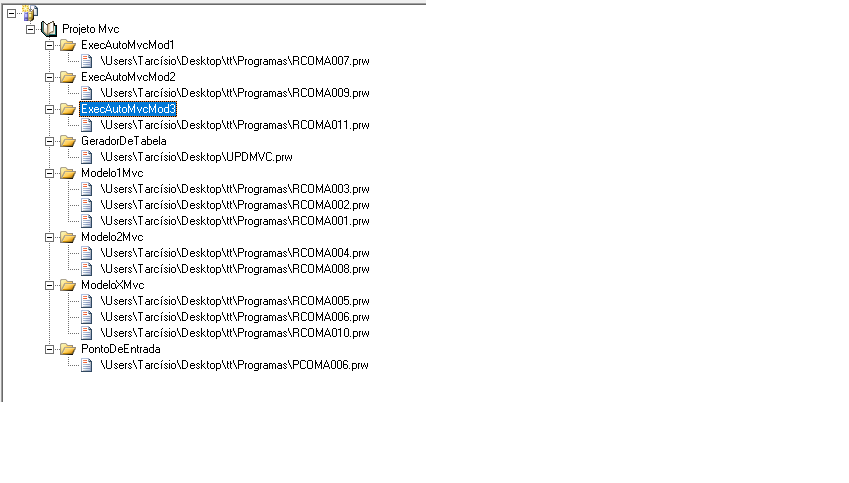 Projeto Mvc
ExecAutoMvcMod1
\Users\Tarcísio\Desktop\tt\Programas\RCOMA007.prw
ExecAutoMvcMod2
\Users\Tarcísio\Desktop\tt\Programas\RCOMA009.prw
ExecAutoMvcMod3
\Users\Tarcísio\Desktop\tt\Programas\RCOMA011.prw
GeradorDeTabela
\Users\Tarcísio\Desktop\UPDMVC.prw
Modelo1Mvc
\Users\Tarcísio\Desktop\tt\Programas\RCOMA003.prw
\Users\Tarcísio\Desktop\tt\Programas\RCOMA002.prw
\Users\Tarcísio\Desktop\tt\Programas\RCOMA001.prw
Modelo2Mvc
\Users\Tarcísio\Desktop\tt\Programas\RCOMA004.prw
\Users\Tarcísio\Desktop\tt\Programas\RCOMA008.prw
ModeloXMvc
\Users\Tarcísio\Desktop\tt\Programas\RCOMA005.prw
\Users\Tarcísio\Desktop\tt\Programas\RCOMA006.prw
\Users\Tarcísio\Desktop\tt\Programas\RCOMA010.prw
PontoDeEntrada
\Users\Tarcísio\Desktop\tt\Programas\PCOMA006.prw